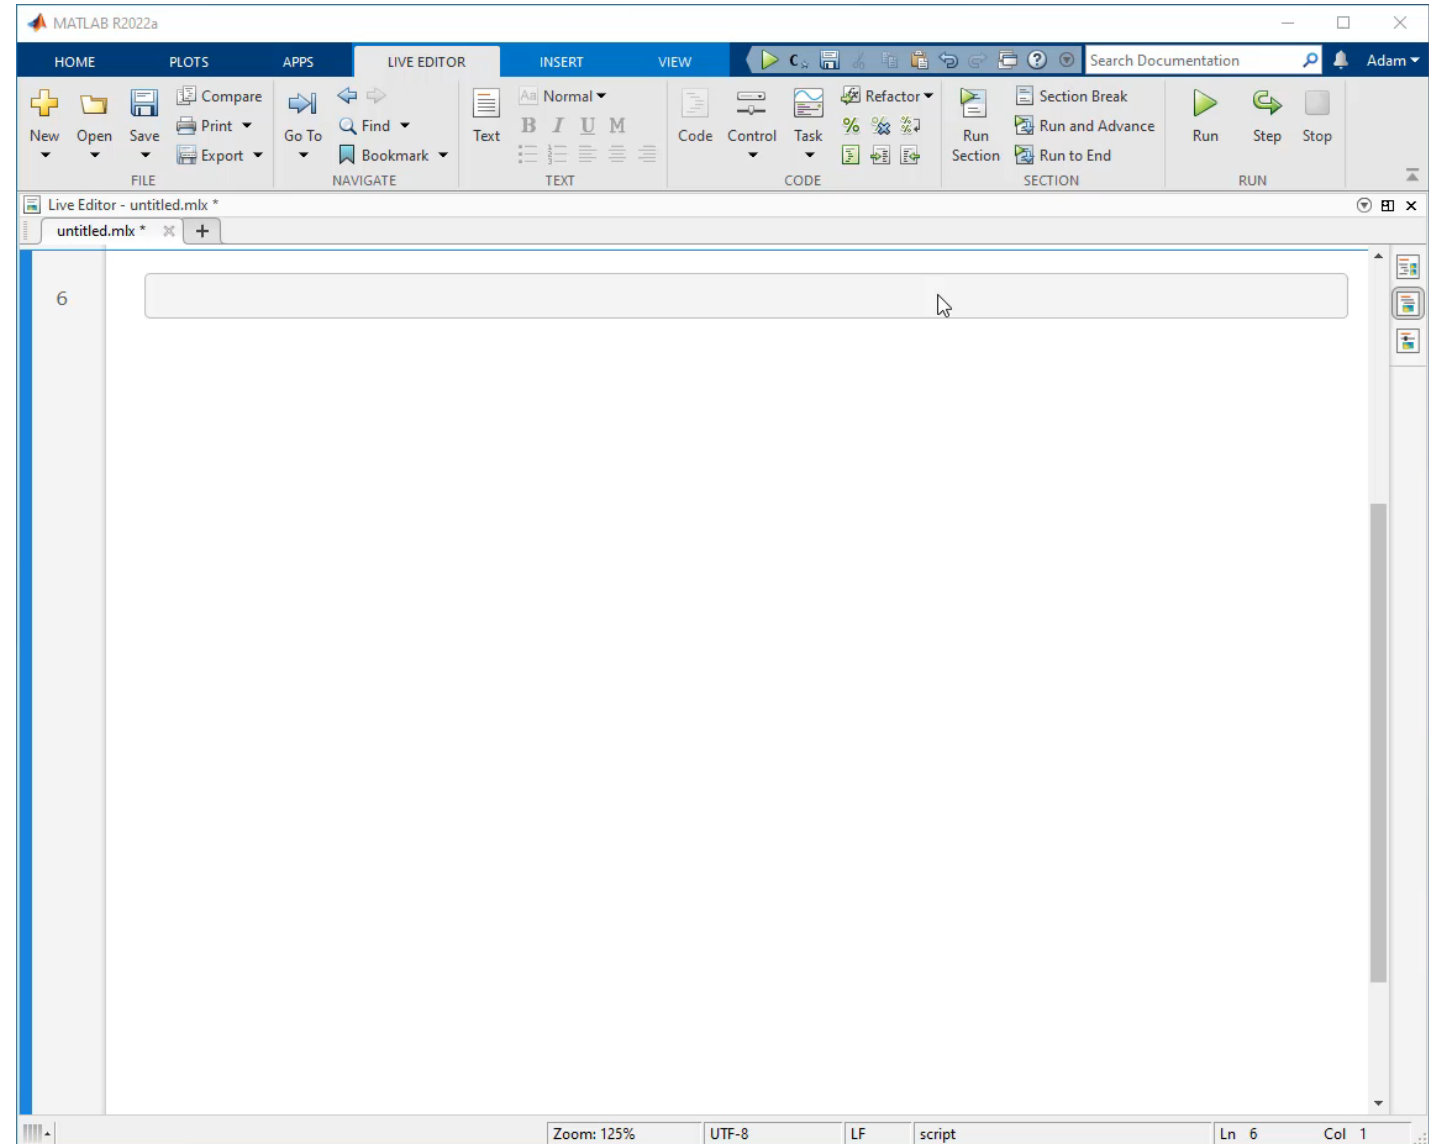 MATLAB R2022a
HOME PLOTS APPS LIVE EDITOR INSERT VIEW Search Documentation Adam
Compare Normal Refactor Section Break
Print Find B I U M Run and Advance
New Open Save Go To Text Code Control Task Run Section Run Step Stop
Export Bookmark Run to End
FILE NAVIGATE TEXT CODE SECTION RUN
Live Editor - untitled.mlx *
untitled.mlx * +
6
Zoom: 125% UTF-8 LF script Ln 6 Col 1